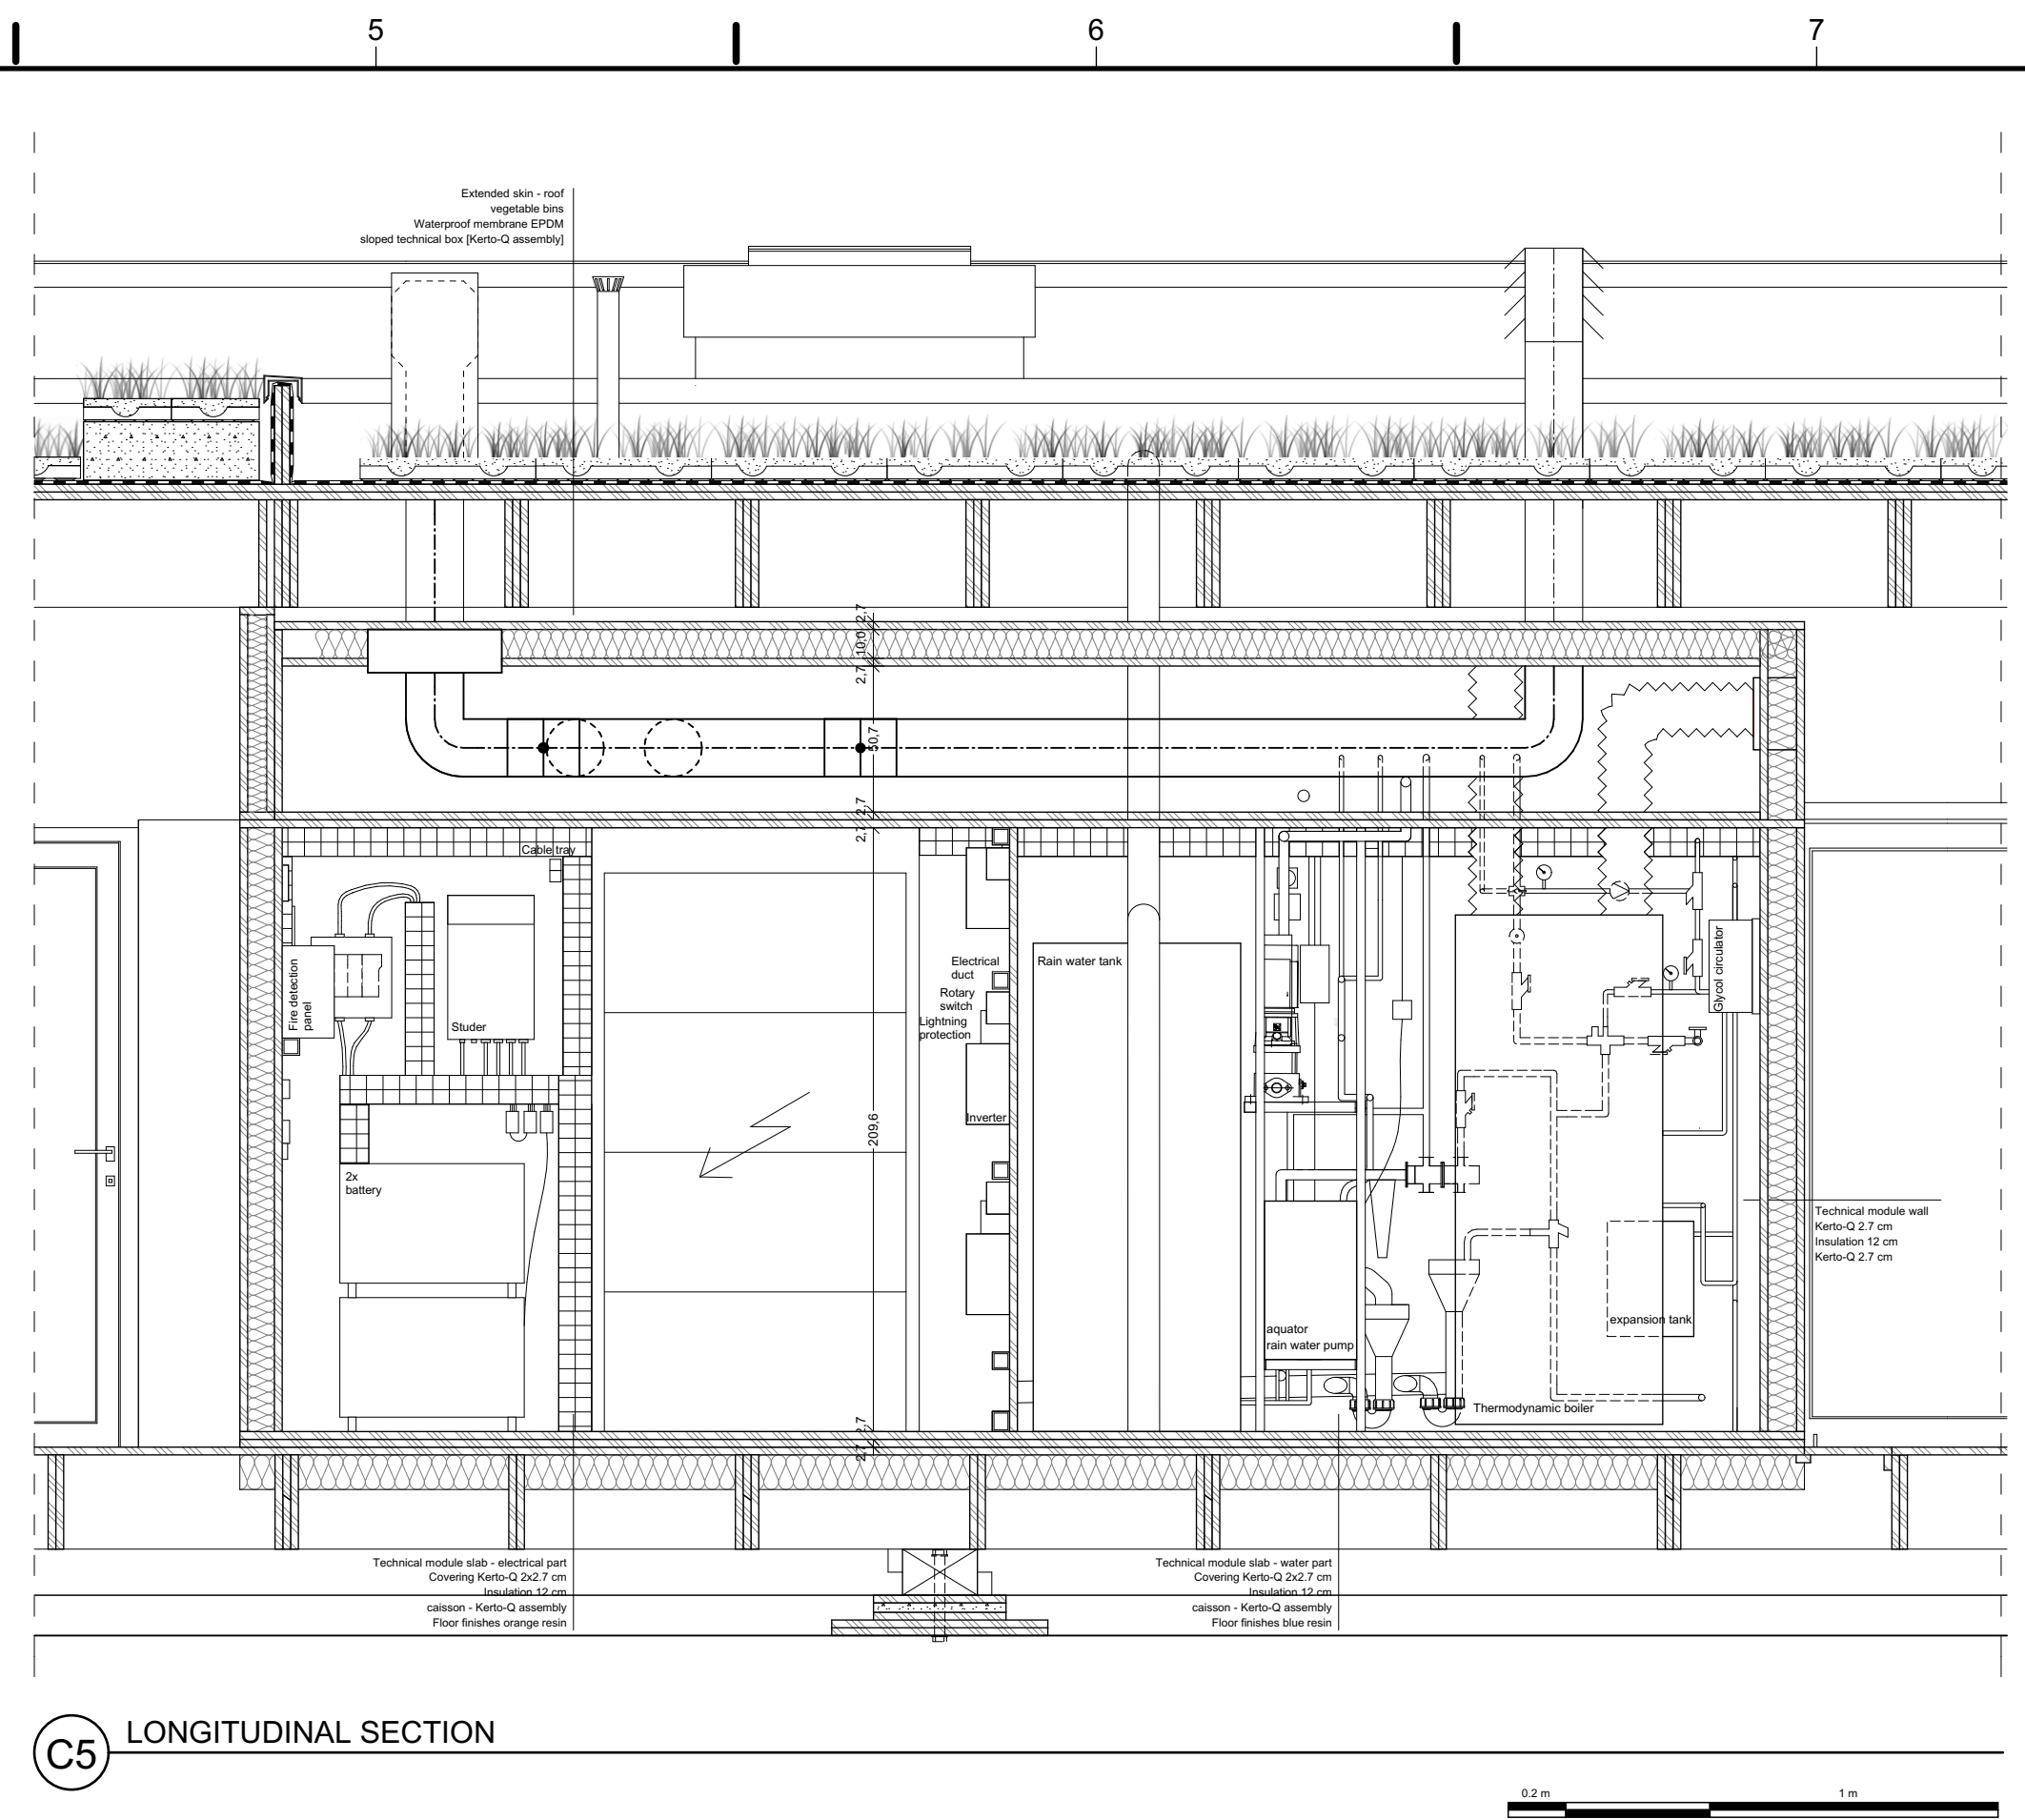 5
6
7
Extended skin - roof
vegetable bins
Waterproof membrane EPDM
sloped technical box [Kerto-Q assembly]
2,7
10,0
2,7
50,7
2,7
2,7
Cable tray
Fire detection
panel
Studer
2x
battery
Electrical
duct
Rotary
switch
Lightning
protection
Inverter
209,6
Rain water tank
aquator
rain water pump
Glycol circulator
expansion tank
Thermodynamic boiler
Technical module wall
Kerto-Q 2.7 cm
Insulation 12 cm
Kerto-Q 2.7 cm
2,7
2,7
Technical module slab - electrical part
Covering Kerto-Q 2x2.7 cm
Insulation 12 cm
caisson - Kerto-Q assembly
Floor finishes orange resin
Technical module slab - water part
Covering Kerto-Q 2x2.7 cm
Insulation 12 cm
caisson - Kerto-Q assembly
Floor finishes blue resin
C5
LONGITUDINAL SECTION
0.2 m
1 m